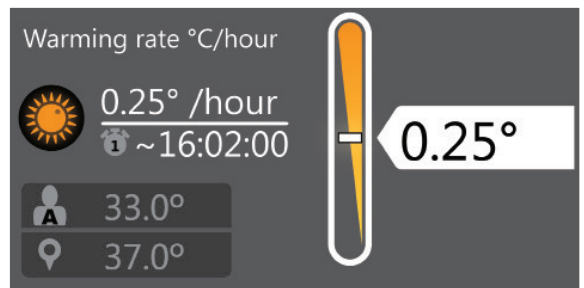 Warming rate °C/hour
0.25° /hour
1 ~16:02:00
0.25°
A 33.0º
37.0º